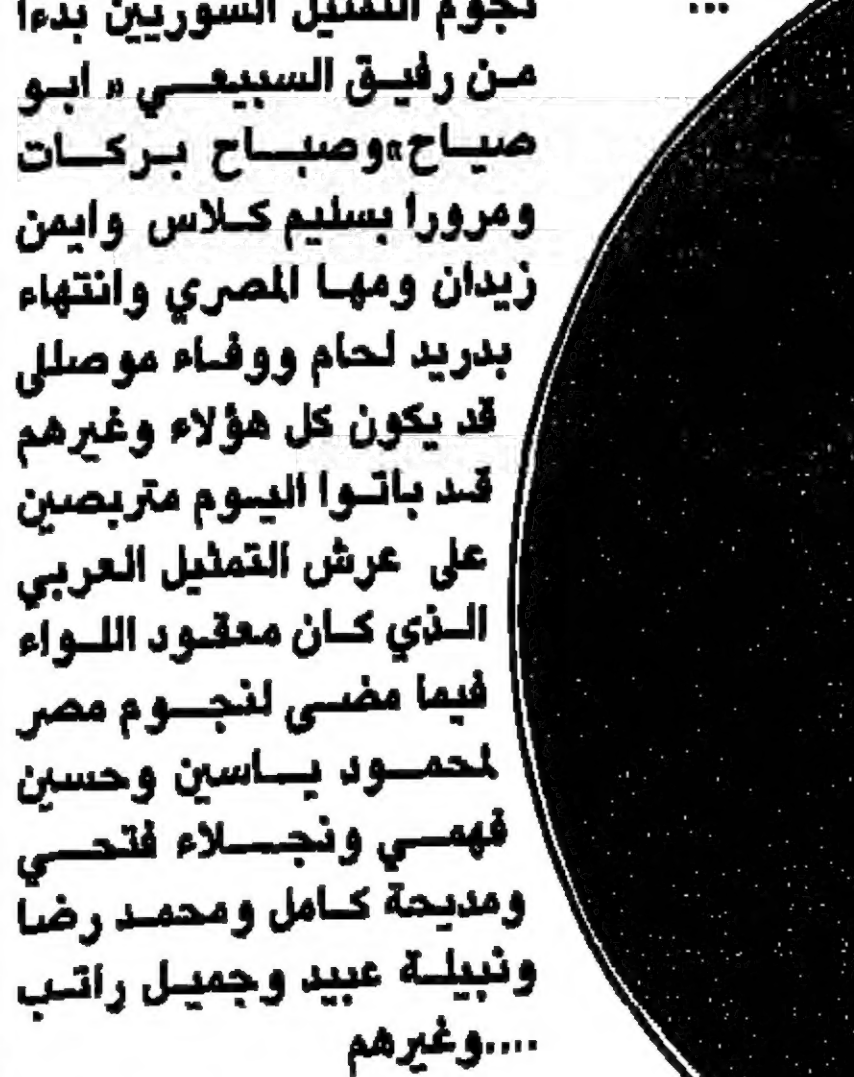 نجوم التمثيل السوريين بدءا
...
من رفيق السبيعي « ابو
صياح»وصباح بركات
ومرورا بسليم كلاس وايمن
زيدان ومها المصري وانتهاء
بدريد لحام ووفاء موصللي
قد يكون كل هؤلاء وغيرهم
قد باتوا اليوم متربصين
على عرش التمثيل العربي
الذي كان معقود اللواء
فيما مضى لنجوم مصر
لمحمود ياسين وحسين
فهمي ونجلاء فتحي
ومديحة كامل ومحمد رضا
ونبيلة عبيد وجميل راتب
....وغيرهم